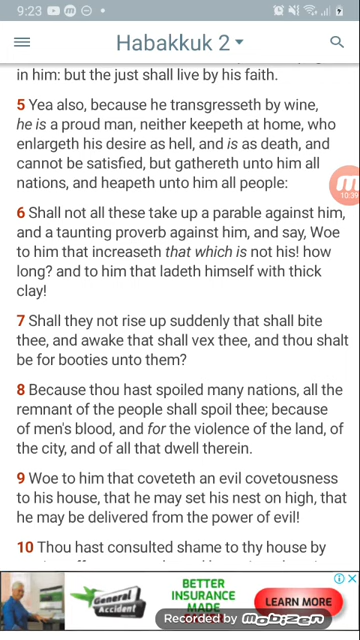 9:23
Habakkuk 2
in him: but the just shall live by his faith.
5 Yea also, because he transgresseth by wine,
he is a proud man, neither keepeth at home, who
enlargeth his desire as hell, and is as death, and
cannot be satisfied, but gathereth unto him all
nations, and heapeth unto him all people:
10:39
6 Shall not all these take up a parable against him,
and a taunting proverb against him, and say, Woe
to him that increaseth that which is not his! how
long? and to him that ladeth himself with thick
clay!
7 Shall they not rise up suddenly that shall bite
thee, and awake that shall vex thee, and thou shalt
be for booties unto them?
8 Because thou hast spoiled many nations, all the
remnant of the people shall spoil thee; because
of men's blood, and for the violence of the land, of
the city, and of all that dwell therein.
9 Woe to him that coveteth an evil covetousness
to his house, that he may set his nest on high, that
he may be delivered from the power of evil!
10 Thou hast consulted shame to thy house by
General
Accident
BETTER
INSURANCE
MADE
LEARN MORE
Recorded by mobizen